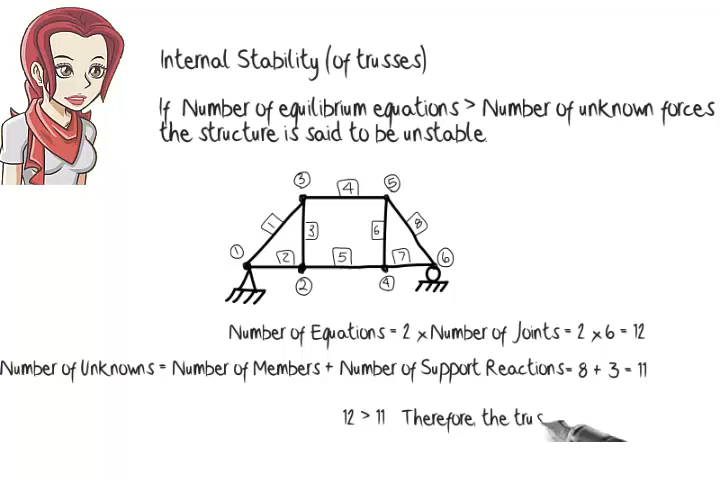 Internal Stability (of trusses)
If Number of equilibrium equations > Number of unknown forces
the structure is said to be unstable.
3
4
5
1
3
6
8
1
2
5
7
6
2
4
Number of Equations = 2 × Number of Joints = 2 × 6 = 12
Number of Unknowns = Number of Members + Number of Support Reactions = 8 + 3 = 11
12 > 11 Therefore, the trus